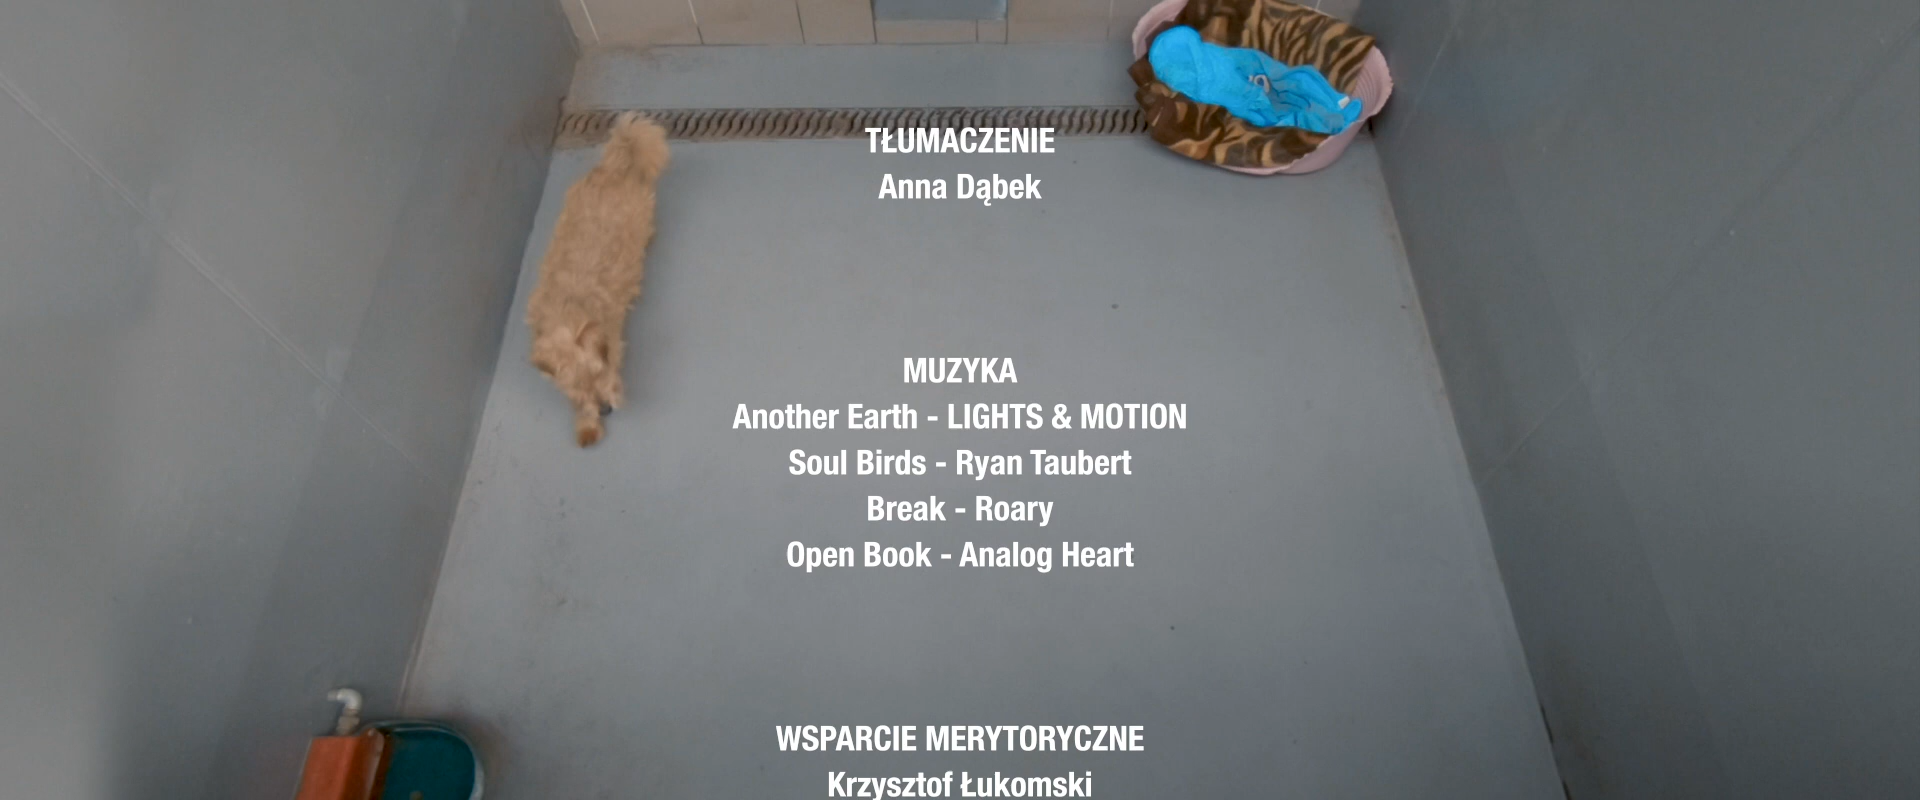 TŁUMACZENIE
Anna Dąbek
MUZYKA
Another Earth - LIGHTS & MOTION
Soul Birds - Ryan Taubert
Break - Roary
Open Book - Analog Heart
WSPARCIE MERYTORYCZNE
Krzysztof Łukomski